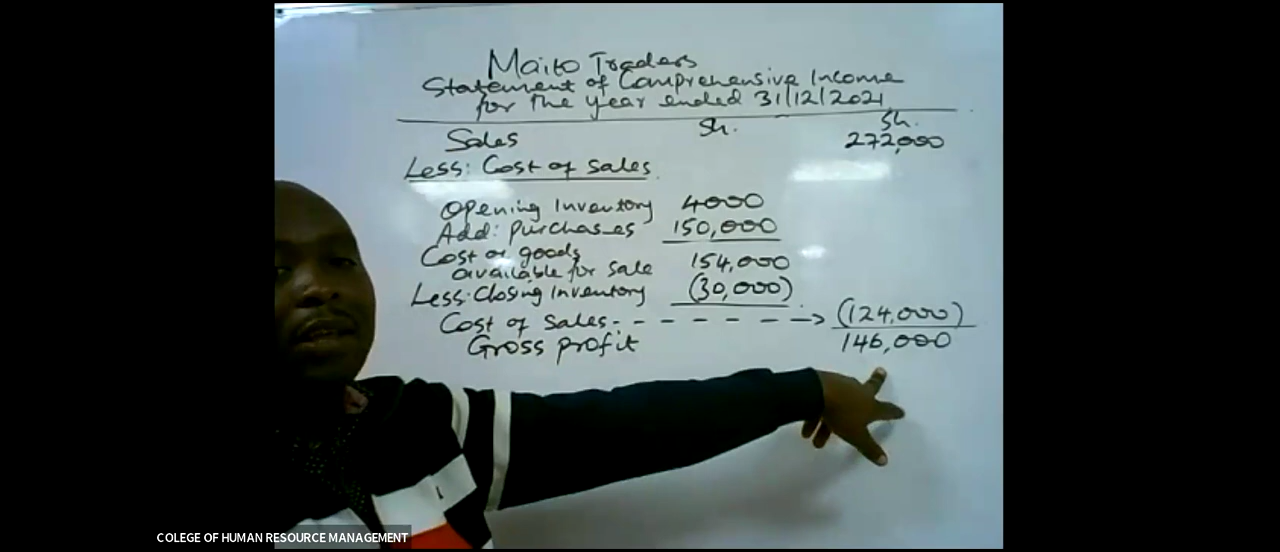 Maito Traders
Statement of Comprehensive Income
for the year ended 31/12/2021
Sh. Sh.
Sales 272,000
Less: Cost of sales.
Opening Inventory 4000
Add: purchases 150,000
Cost of goods
available for sale 154,000
Less: Closing Inventory (30,000)
Cost of sales. (124,000)
Gross profit 146,000
COLEGE OF HUMAN RESOURCE MANAGEMENT